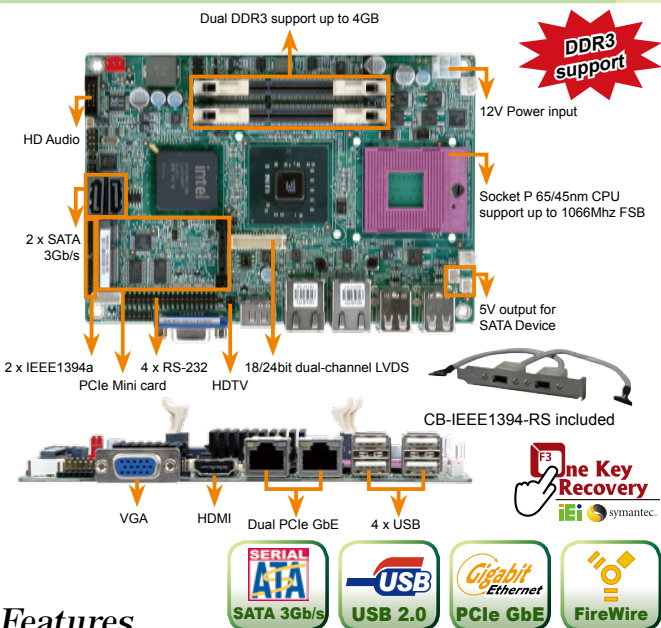 Dual DDR3 support up to 4GB
DDR3
support
12V Power input
HD Audio
intel
Socket P 65/45nm CPU
support up to 1066Mhz FSB
2 x SATA
3Gb/s
5V output for
SATA Device
2 x IEEE1394a
4 x RS-232
18/24bit dual-channel LVDS
PCIe Mini card
HDTV
CB-IEEE1394-RS included
F3
One Key
Recovery
iEi
symantec.
VGA
HDMI
Dual PCIe GbE
4 x USB
SERIAL
ATA
SATA 3Gb/s
USB
USB 2.0
Gigabit
Ethernet
PCIe GbE
FireWire
Features